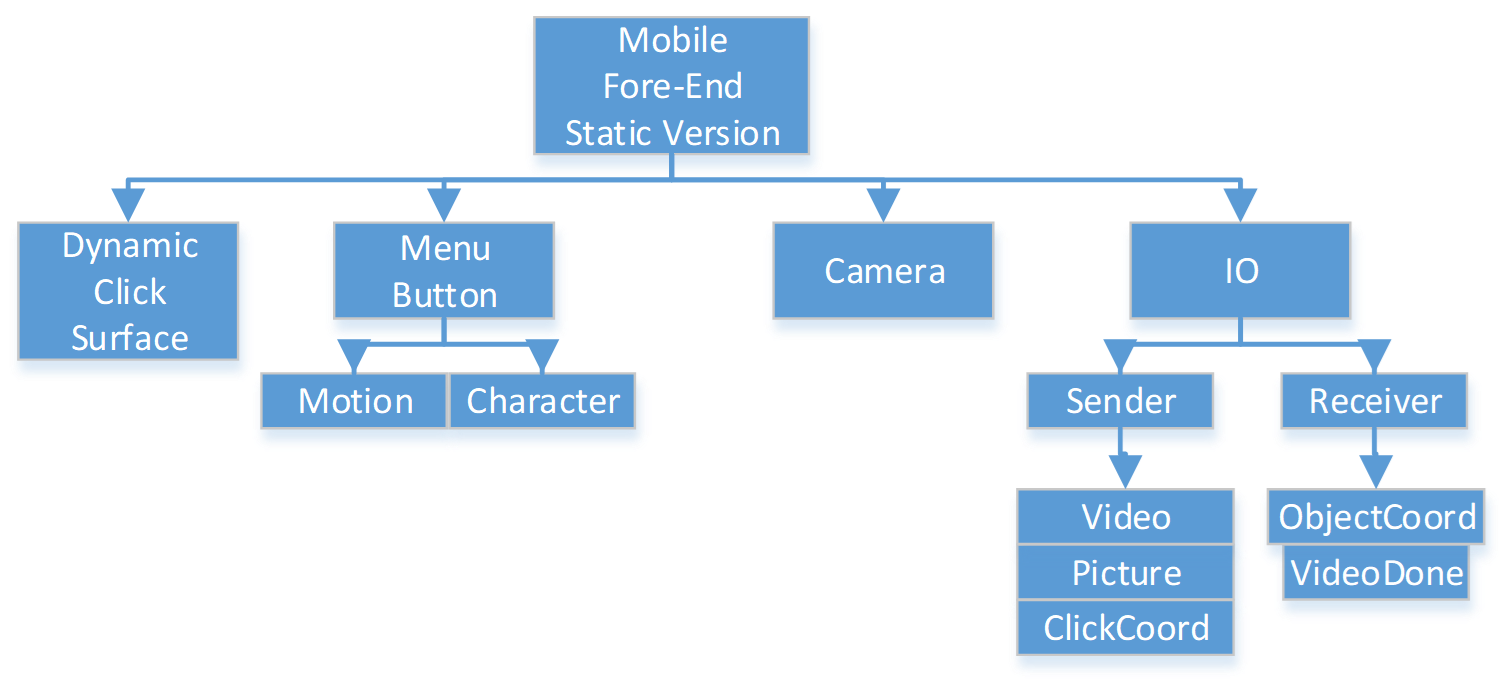 Mobile
Fore-End
Static Version
Dynamic
Click
Surface
Menu
Button
Camera
IO
Motion
Character
Sender
Receiver
Video
Picture
ClickCoord
ObjectCoord
VideoDone